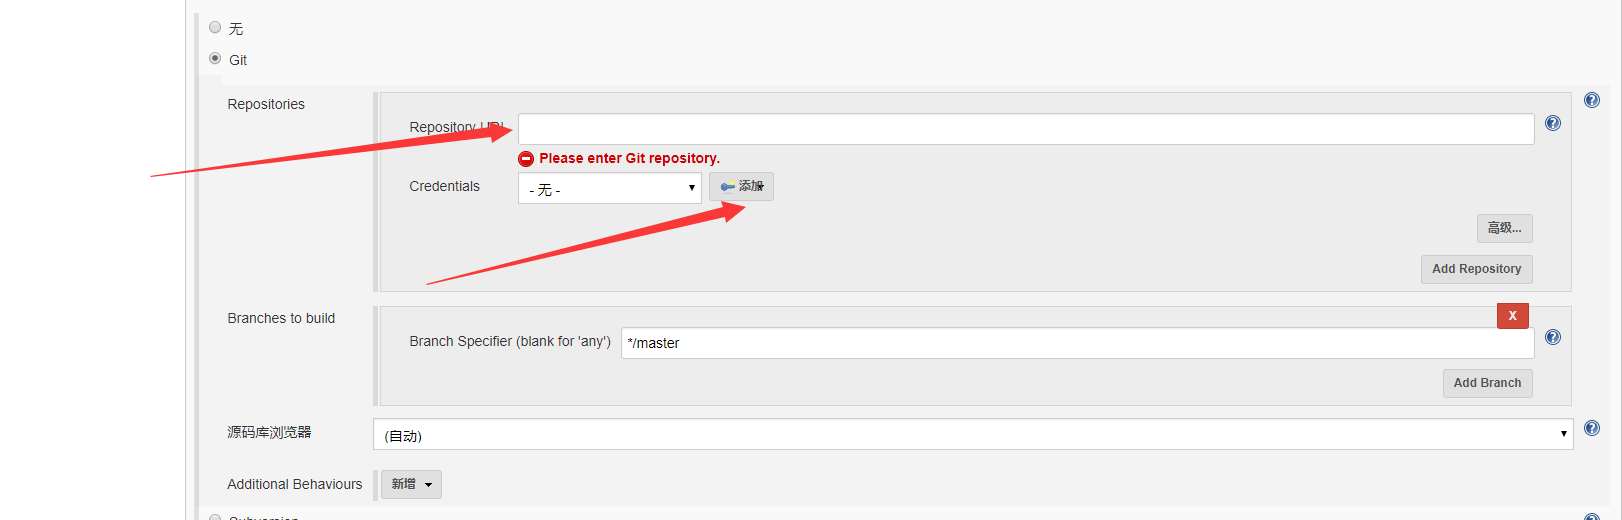 无
Git
Repositories
Repository URL
Please enter Git repository.
Credentials
- 无 -
添加
高级...
Add Repository
Branches to build
X
Branch Specifier (blank for 'any')
*/master
Add Branch
源码库浏览器
(自动)
Additional Behaviours
新增
Subversion